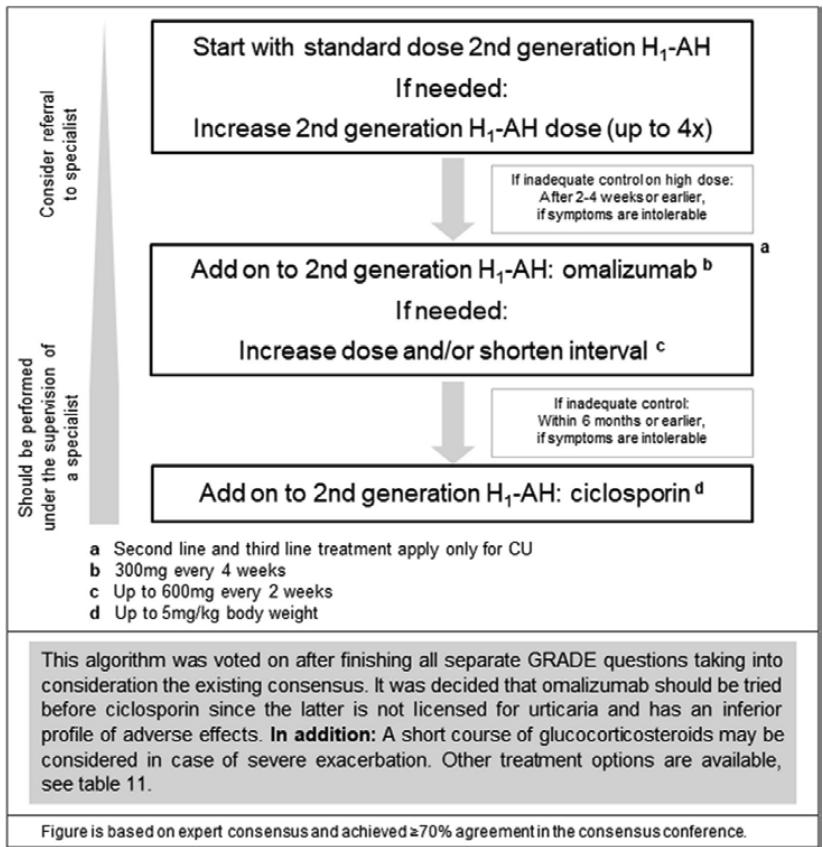 Start with standard dose 2nd generation H₁-AH
If needed:
Increase 2nd generation H₁-AH dose (up to 4x)
Consider referral
to specialist
If inadequate control on high dose:
After 2-4 weeks or earlier,
if symptoms are intolerable
a
Add on to 2nd generation H₁-AH: omalizumab b
If needed:
Increase dose and/or shorten interval c
Should be performed
under the supervision of
a specialist
If inadequate control:
Within 6 months or earlier,
if symptoms are intolerable
Add on to 2nd generation H₁-AH: ciclosporin d
a Second line and third line treatment apply only for CU
b 300mg every 4 weeks
c Up to 600mg every 2 weeks
d Up to 5mg/kg body weight
This algorithm was voted on after finishing all separate GRADE questions taking into
consideration the existing consensus. It was decided that omalizumab should be tried
before ciclosporin since the latter is not licensed for urticaria and has an inferior
profile of adverse effects. In addition: A short course of glucocorticosteroids may be
considered in case of severe exacerbation. Other treatment options are available,
see table 11.
Figure is based on expert consensus and achieved ≥70% agreement in the consensus conference.